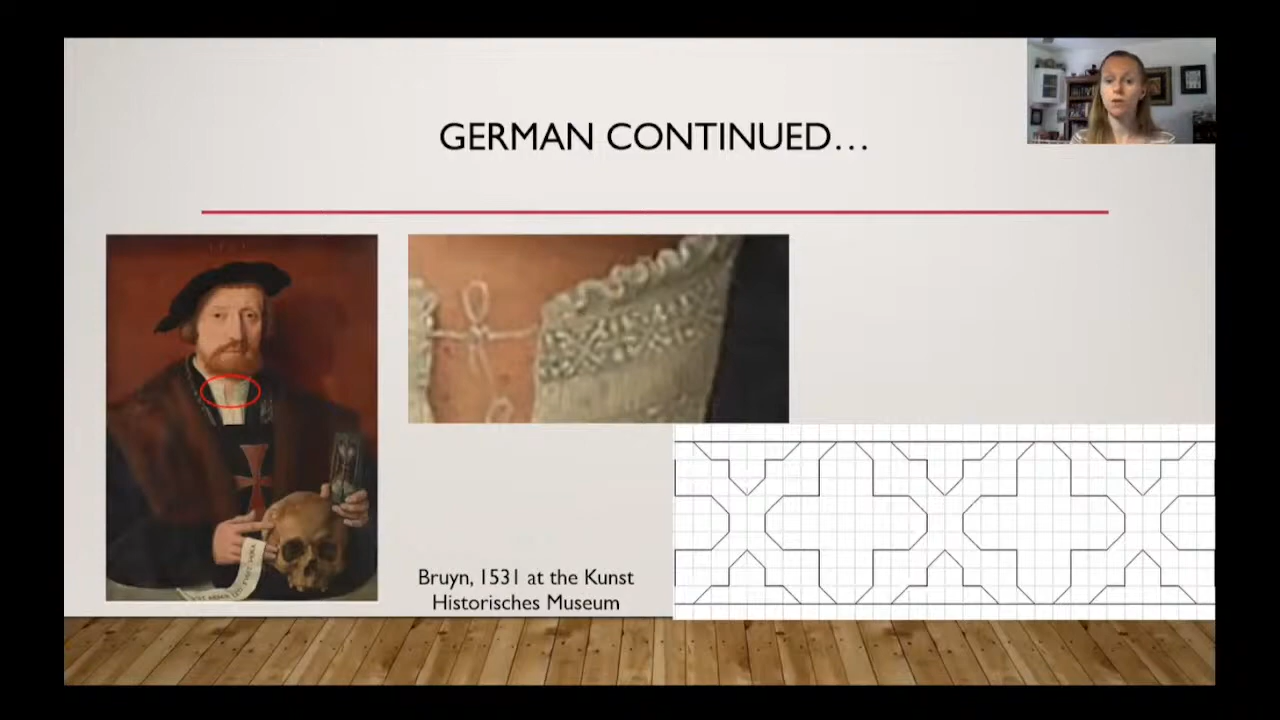 GERMAN CONTINUED...
Bruyn, 1531 at the Kunst
Historisches Museum